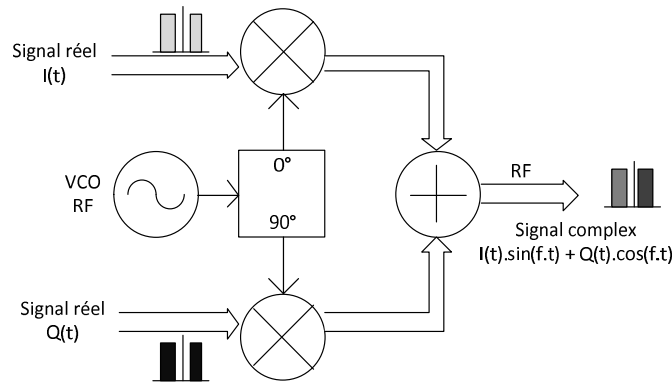 Signal réel
I(t)
VCO
RF
0°
90°
RF
Signal complex
I(t).sin(f.t) + Q(t).cos(f.t)
Signal réel
Q(t)